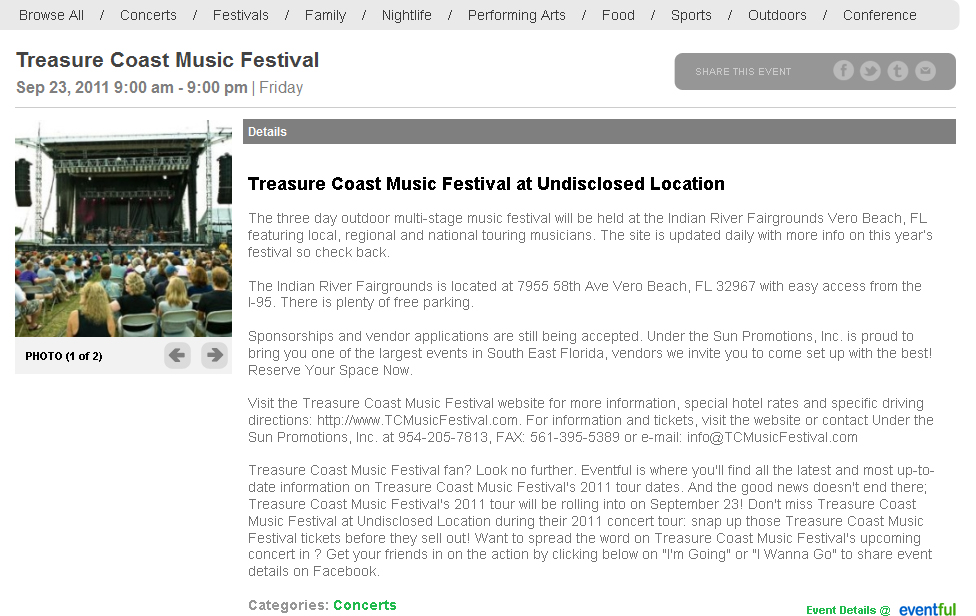 Browse All / Concerts / Festivals / Family / Nightlife / Performing Arts / Food / Sports / Outdoors / Conference
Treasure Coast Music Festival
Sep 23, 2011 9:00 am - 9:00 pm | Friday
SHARE THIS EVENT
Details
Treasure Coast Music Festival at Undisclosed Location
The three day outdoor multi-stage music festival will be held at the Indian River Fairgrounds Vero Beach, FL
featuring local, regional and national touring musicians. The site is updated daily with more info on this year's
festival so check back.
The Indian River Fairgrounds is located at 7955 58th Ave Vero Beach, FL 32967 with easy access from the
I-95. There is plenty of free parking.
Sponsorships and vendor applications are still being accepted. Under the Sun Promotions, Inc. is proud to
bring you one of the largest events in South East Florida, vendors we invite you to come set up with the best!
Reserve Your Space Now.
Visit the Treasure Coast Music Festival website for more information, special hotel rates and specific driving
directions: http://www.TCMusicFestival.com. For information and tickets, visit the website or contact Under the
Sun Promotions, Inc. at 954-205-7813, FAX: 561-395-5389 or e-mail: info@TCMusicFestival.com
Treasure Coast Music Festival fan? Look no further. Eventful is where you'll find all the latest and most up-to-
date information on Treasure Coast Music Festival's 2011 tour dates. And the good news doesn't end there;
Treasure Coast Music Festival's 2011 tour will be rolling into on September 23! Don't miss Treasure Coast
Music Festival at Undisclosed Location during their 2011 concert tour: snap up those Treasure Coast Music
Festival tickets before they sell out! Want to spread the word on Treasure Coast Music Festival's upcoming
concert in ? Get your friends in on the action by clicking below on "I'm Going" or "I Wanna Go" to share event
details on Facebook.
PHOTO (1 of 2)
Categories: Concerts
Event Details @ eventful